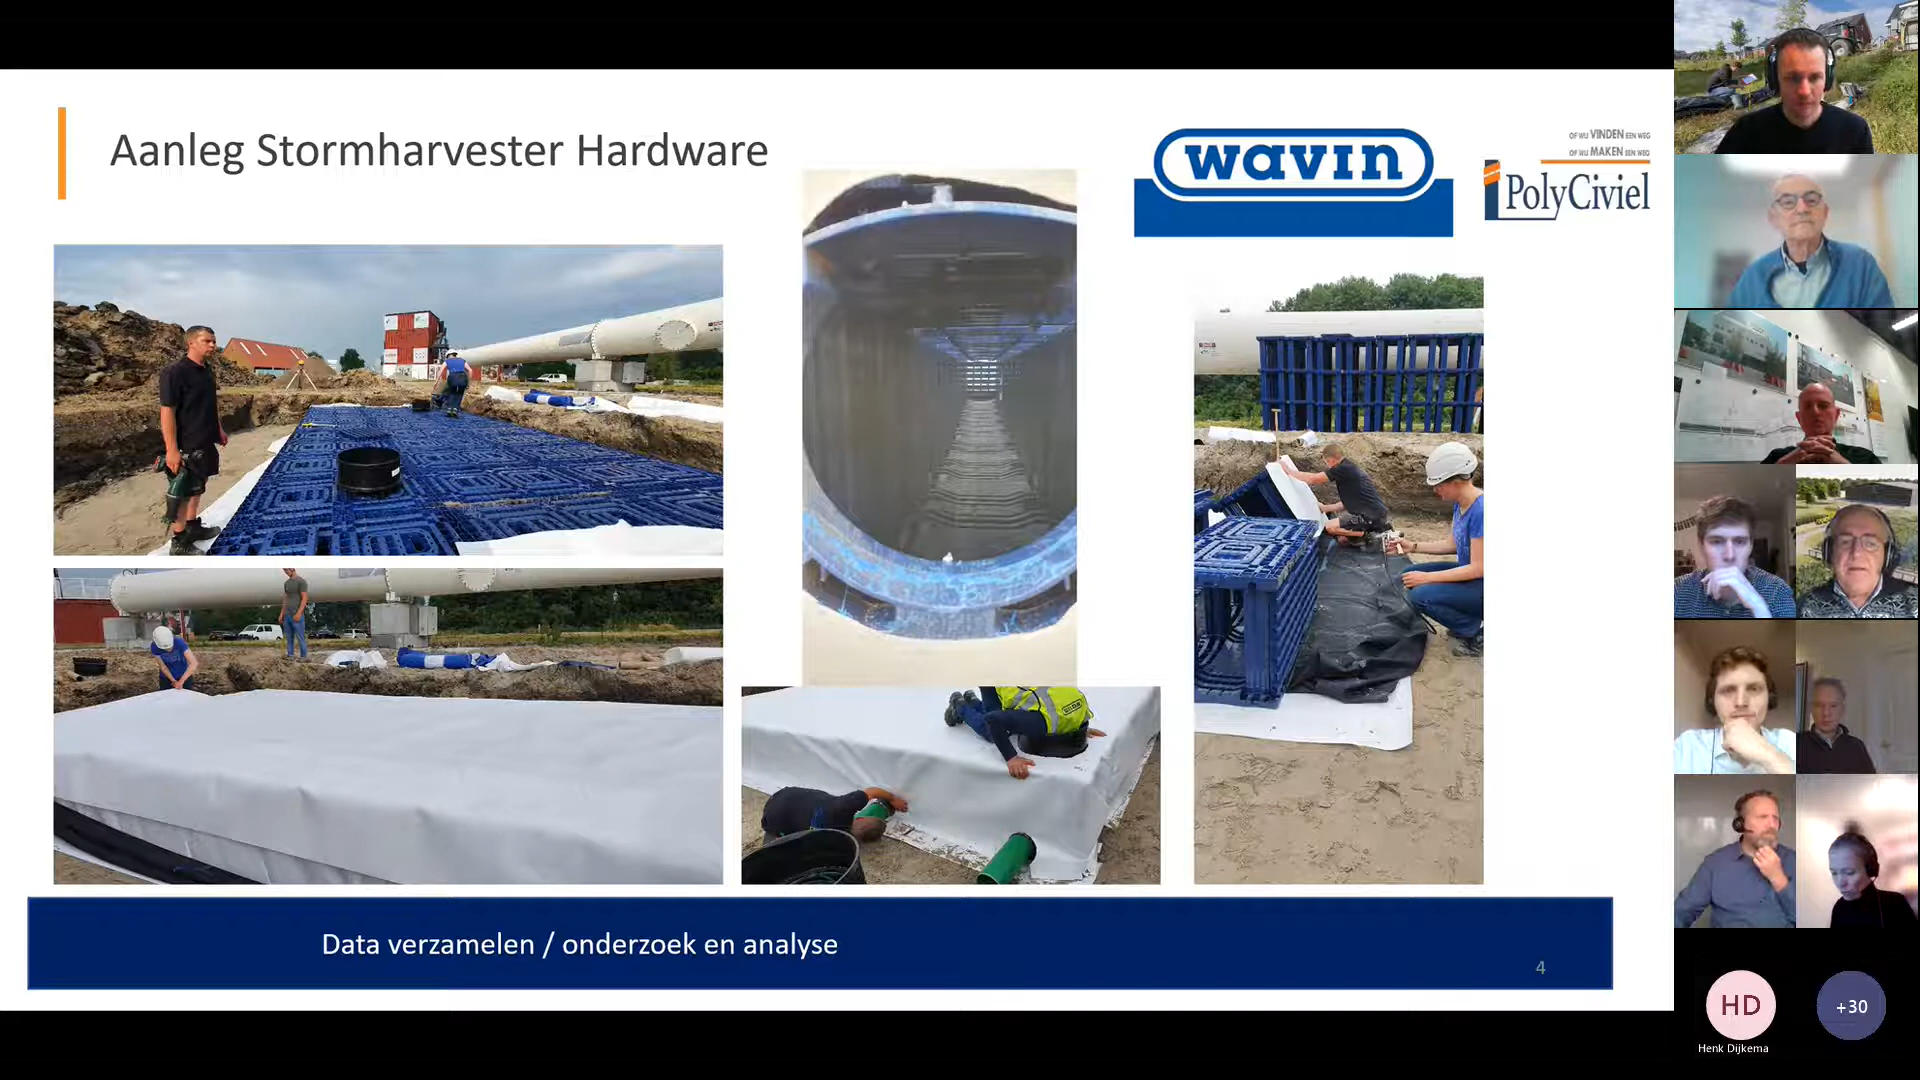 Aanleg Stormharvester Hardware
wavin
OF WIJ VINDEN EEN WEG
OF WIJ MAKEN EEN WEG
PolyCiviel
Data verzamelen / onderzoek en analyse
4
HD
+30
Henk Dijkema